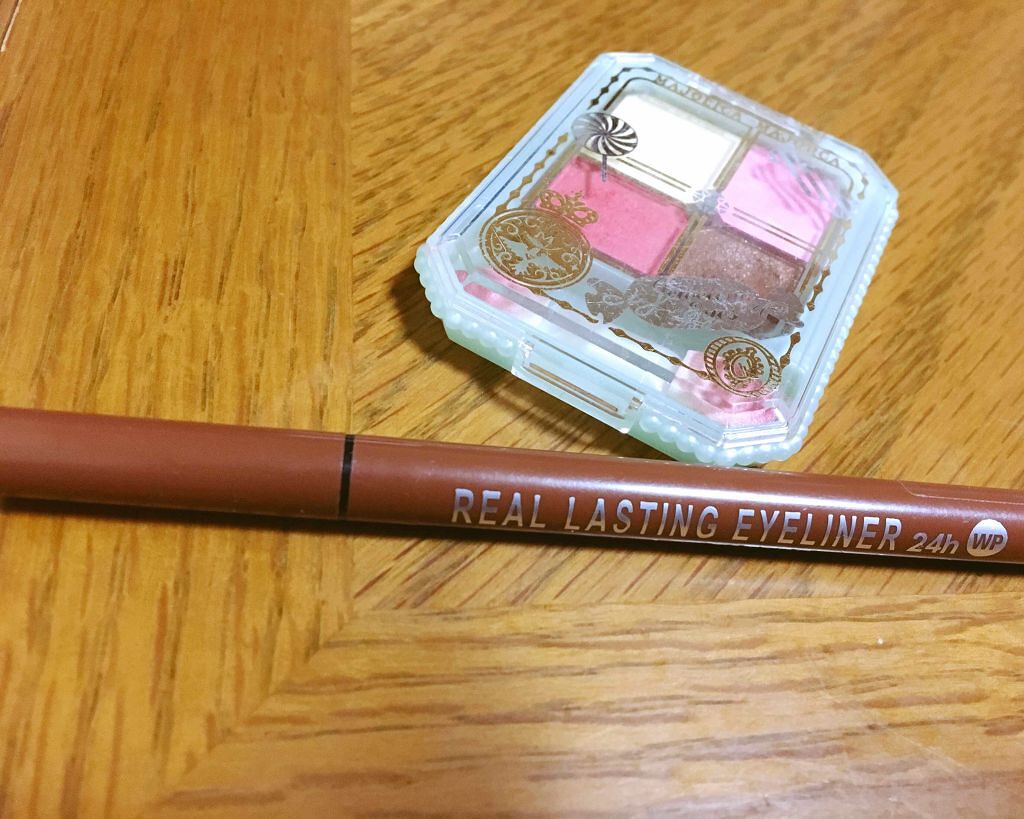 MAJOLICA MAJORCA
REAL LASTING EYELINER 24h WP